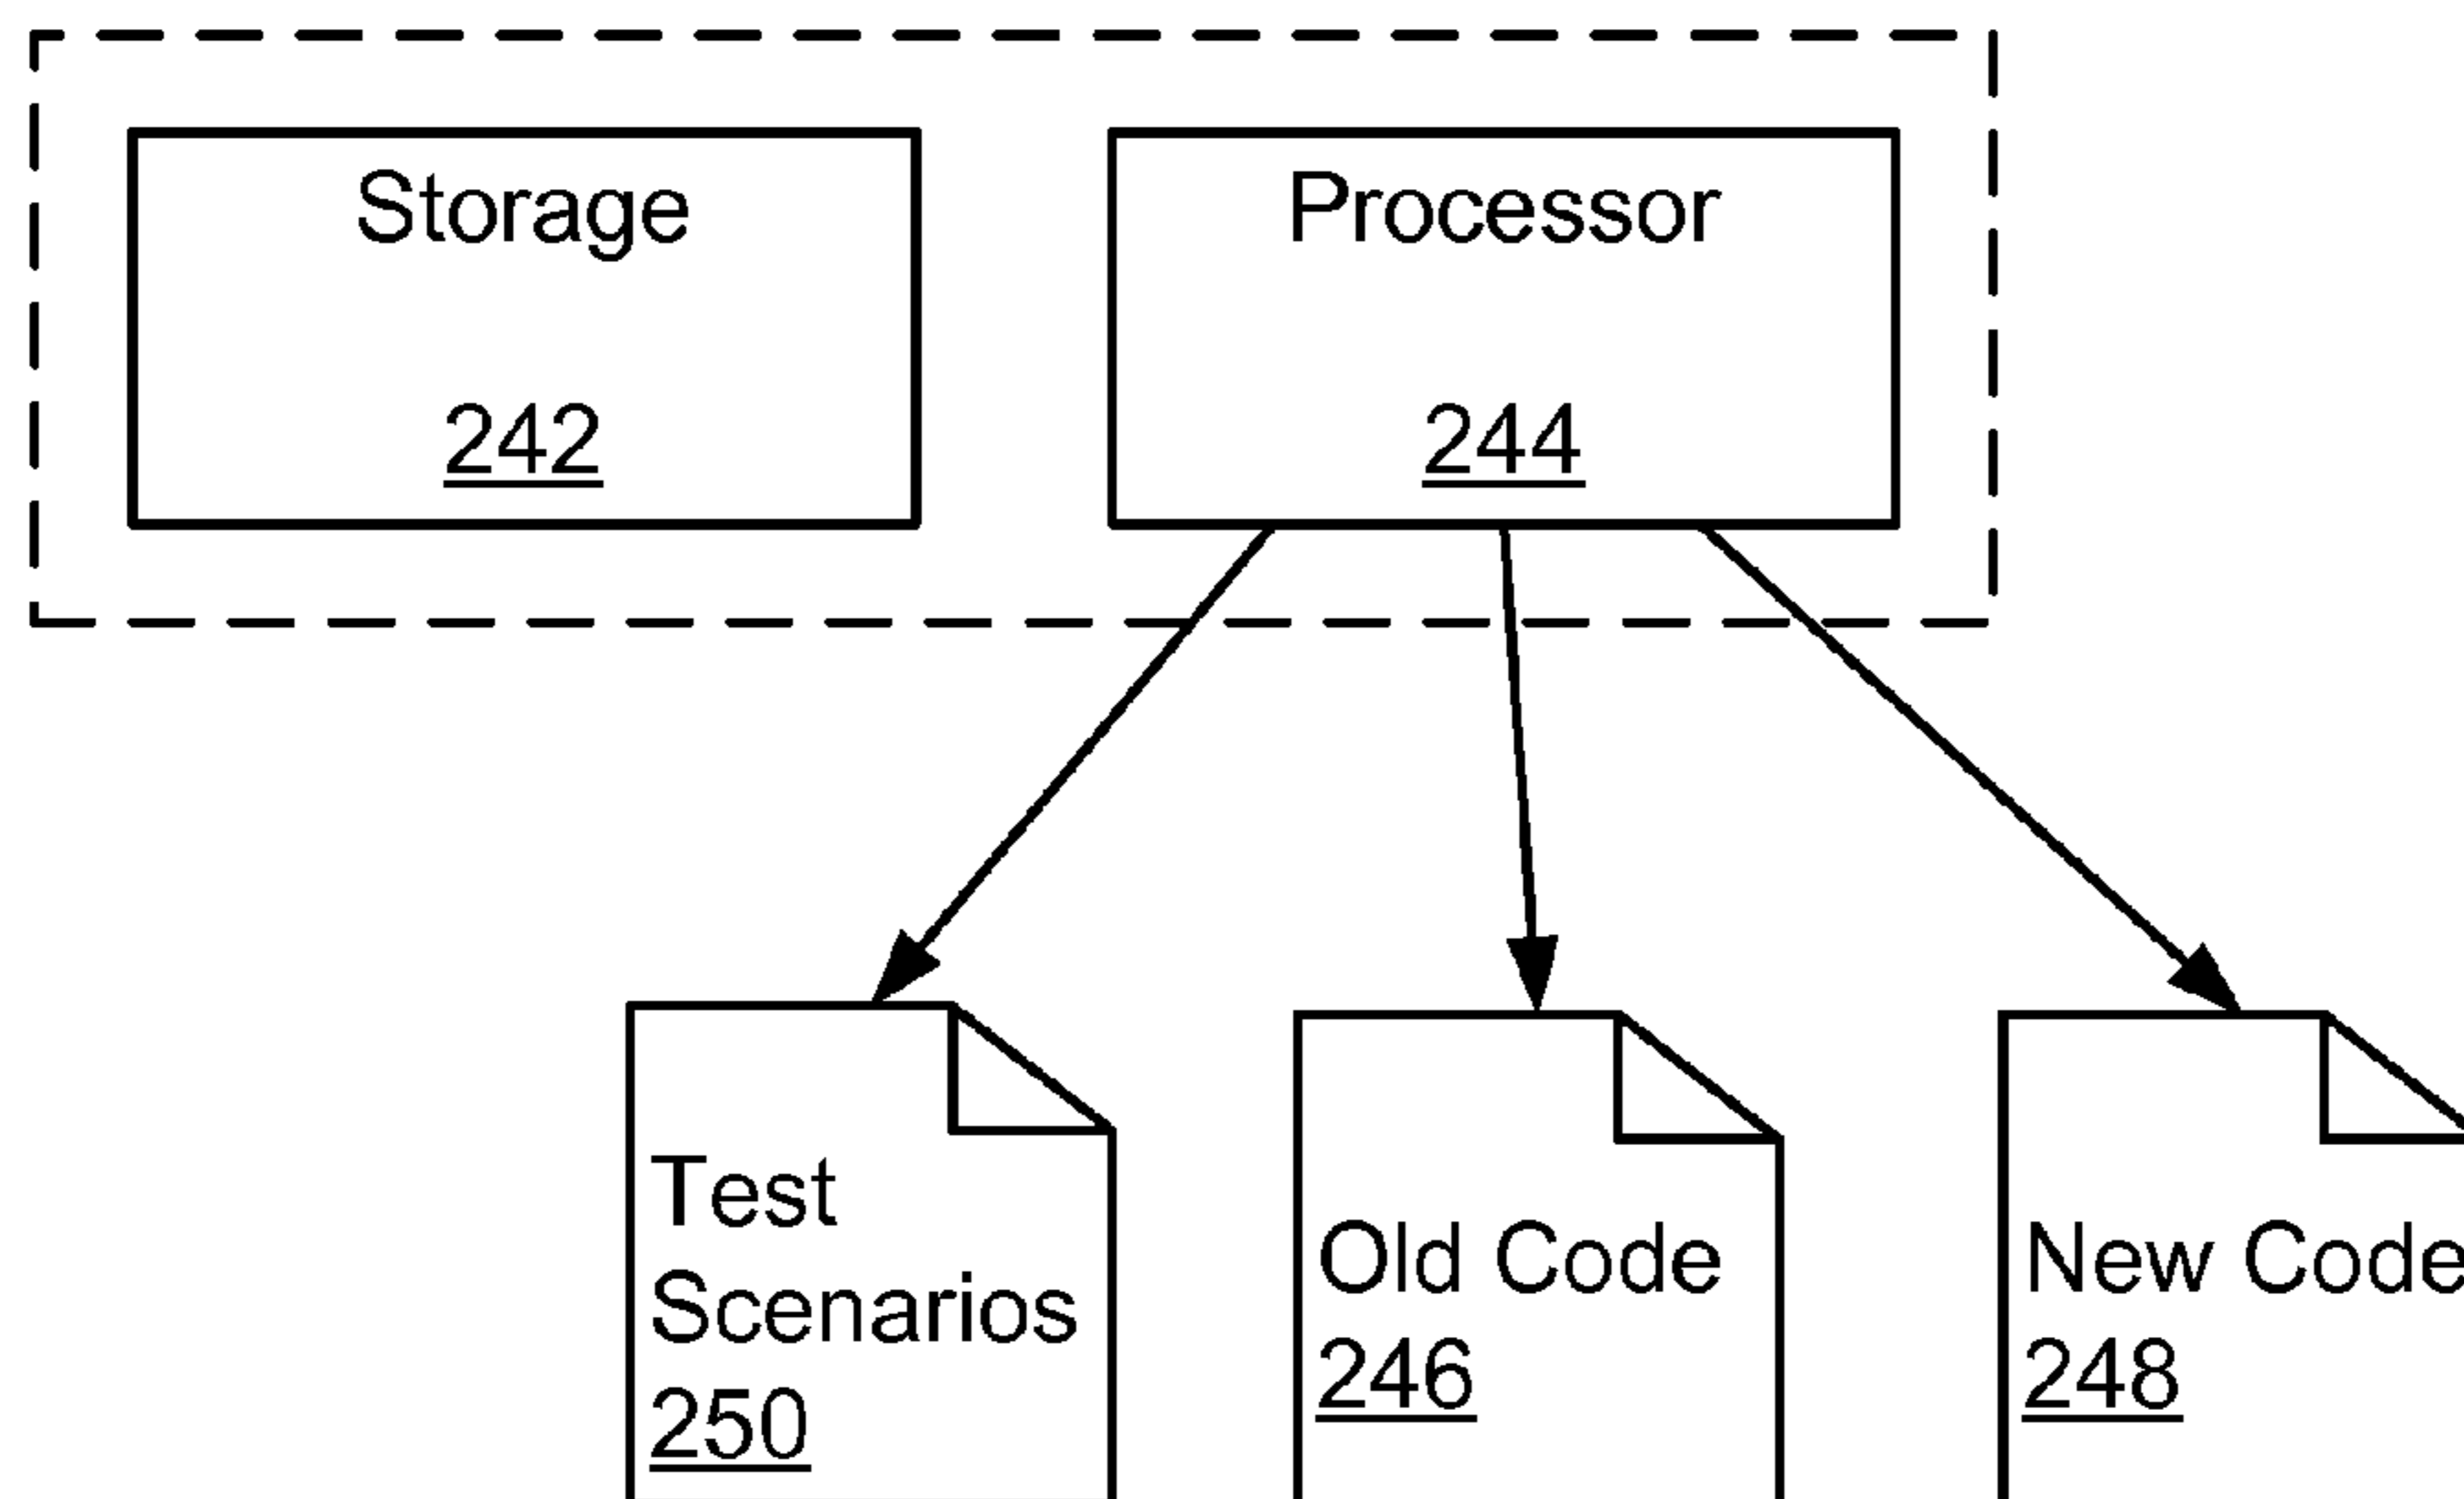 Storage
242
Processor
244
Test
Scenarios
250
Old Code
246
New Code
248